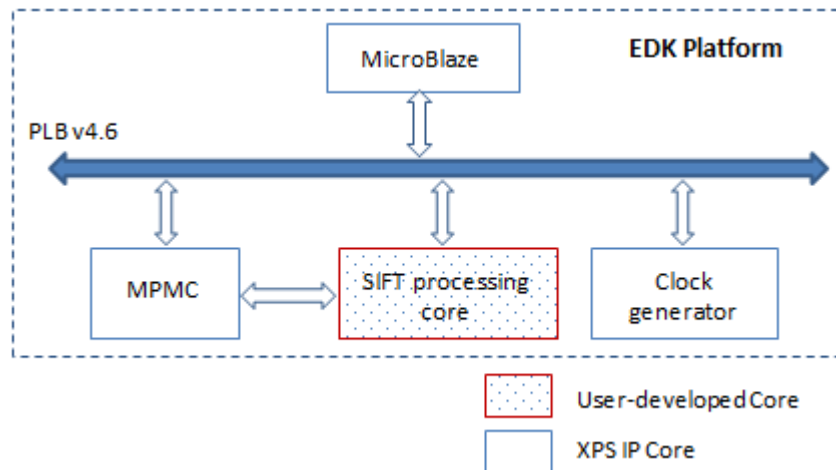 MicroBlaze
EDK Platform
PLB v4.6
MPMC
SIFT processing
core
Clock
generator
User-developed Core
XPS IP Core